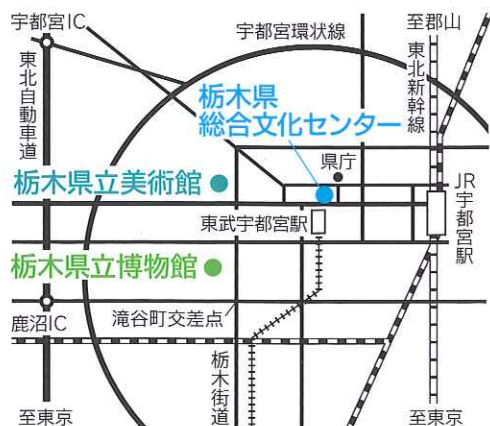 宇都宮IC
宇都宮環状線
至郡山
東北自動車道
東北新幹線
栃木県
総合文化センター
県庁
栃木県立美術館
JR宇都宮駅
東武宇都宮駅
栃木県立博物館
鹿沼IC
滝谷町交差点
栃木街道
至東京
至東京